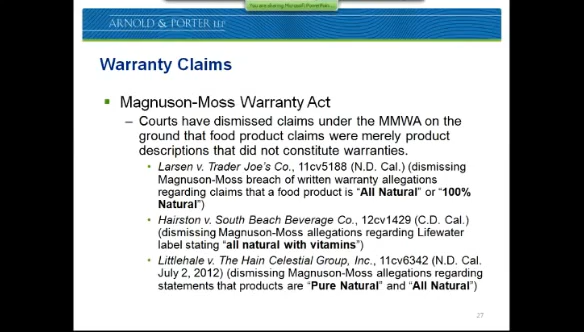 You are sharing Microsoft PowerPoin...
ARNOLD & PORTER LLP
Warranty Claims
▪ Magnuson-Moss Warranty Act
– Courts have dismissed claims under the MMWA on the
ground that food product claims were merely product
descriptions that did not constitute warranties.
• Larsen v. Trader Joe's Co., 11cv5188 (N.D. Cal.) (dismissing
Magnuson-Moss breach of written warranty allegations
regarding claims that a food product is "All Natural" or "100%
Natural")
• Hairston v. South Beach Beverage Co., 12cv1429 (C.D. Cal.)
(dismissing Magnuson-Moss allegations regarding Lifewater
label stating "all natural with vitamins")
• Littlehale v. The Hain Celestial Group, Inc., 11cv6342 (N.D. Cal.
July 2, 2012) (dismissing Magnuson-Moss allegations regarding
statements that products are "Pure Natural" and "All Natural")
27